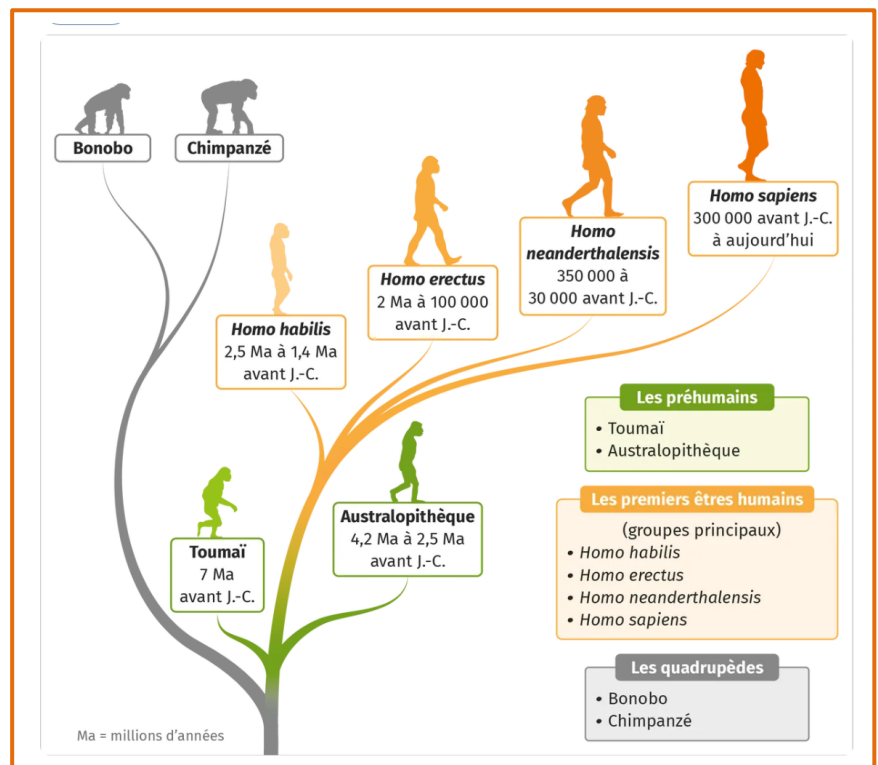 Bonobo
Chimpanzé
Homo sapiens
300 000 avant J.-C.
à aujourd’hui
Homo
neanderthalensis
350 000 à
30 000 avant J.-C.
Homo erectus
2 Ma à 100 000
avant J.-C.
Homo habilis
2,5 Ma à 1,4 Ma
avant J.-C.
Toumaï
7 Ma
avant J.-C.
Australopithèque
4,2 Ma à 2,5 Ma
avant J.-C.
Les préhumains
• Toumaï
• Australopithèque
Les premiers êtres humains
(groupes principaux)
• Homo habilis
• Homo erectus
• Homo neanderthalensis
• Homo sapiens
Les quadrupèdes
• Bonobo
• Chimpanzé
Ma = millions d’années